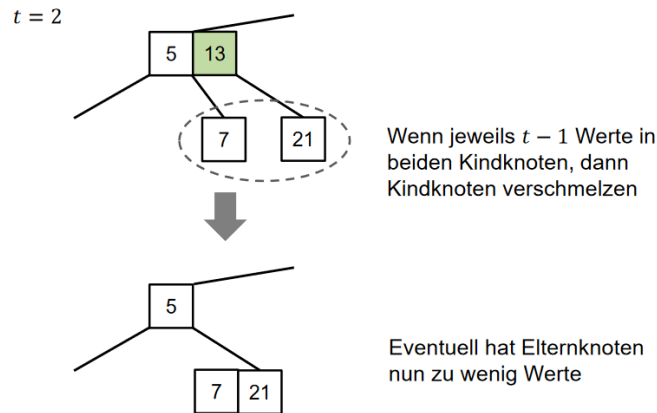 t = 2
5 13
7 21
Wenn jeweils t − 1 Werte in
beiden Kindknoten, dann
Kindknoten verschmelzen
5
Eventuell hat Elternknoten
nun zu wenig Werte
7 21